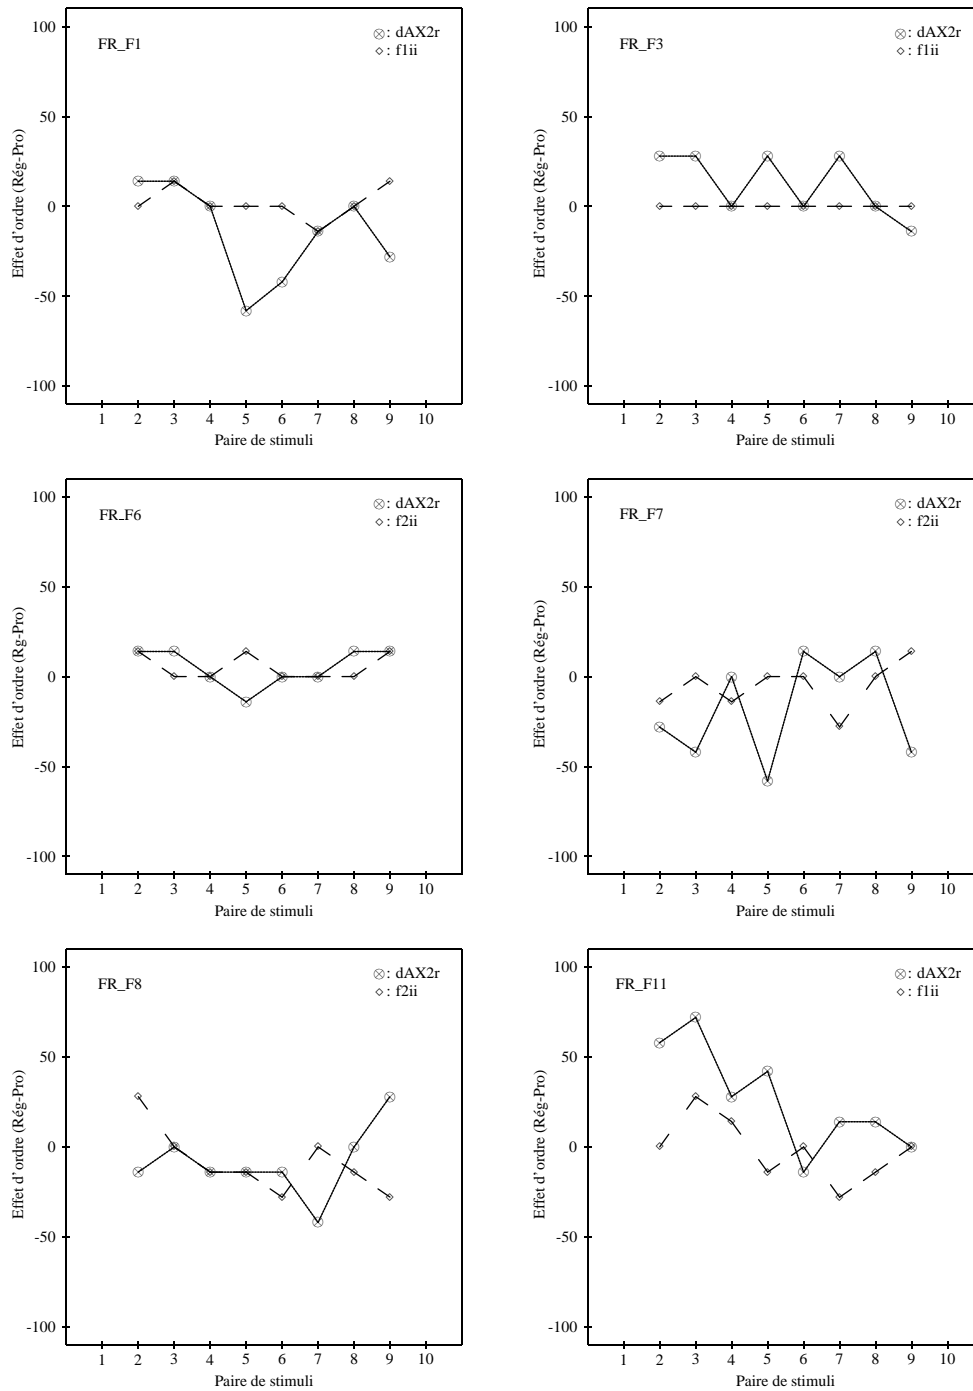 FR_F1
⊗: dAX2r
◇: f1ii
100
50
0
-50
-100
Effet d'ordre (Rég-Pro)
1 2 3 4 5 6 7 8 9 10
Paire de stimuli
FR_F3
⊗: dAX2r
◇: f1ii
100
50
0
-50
-100
Effet d'ordre (Rég-Pro)
1 2 3 4 5 6 7 8 9 10
Paire de stimuli
FR_F6
⊗: dAX2r
◇: f2ii
100
50
0
-50
-100
Effet d'ordre (Rg-Pro)
1 2 3 4 5 6 7 8 9 10
Paire de stimuli
FR_F7
⊗: dAX2r
◇: f2ii
100
50
0
-50
-100
Effet d'ordre (Rég-Pro)
1 2 3 4 5 6 7 8 9 10
Paire de stimuli
FR_F8
⊗: dAX2r
◇: f2ii
100
50
0
-50
-100
Effet d'ordre (Rég-Pro)
1 2 3 4 5 6 7 8 9 10
Paire de stimuli
FR_F11
⊗: dAX2r
◇: f1ii
100
50
0
-50
-100
Effet d'ordre (Rég-Pro)
1 2 3 4 5 6 7 8 9 10
Paire de stimuli